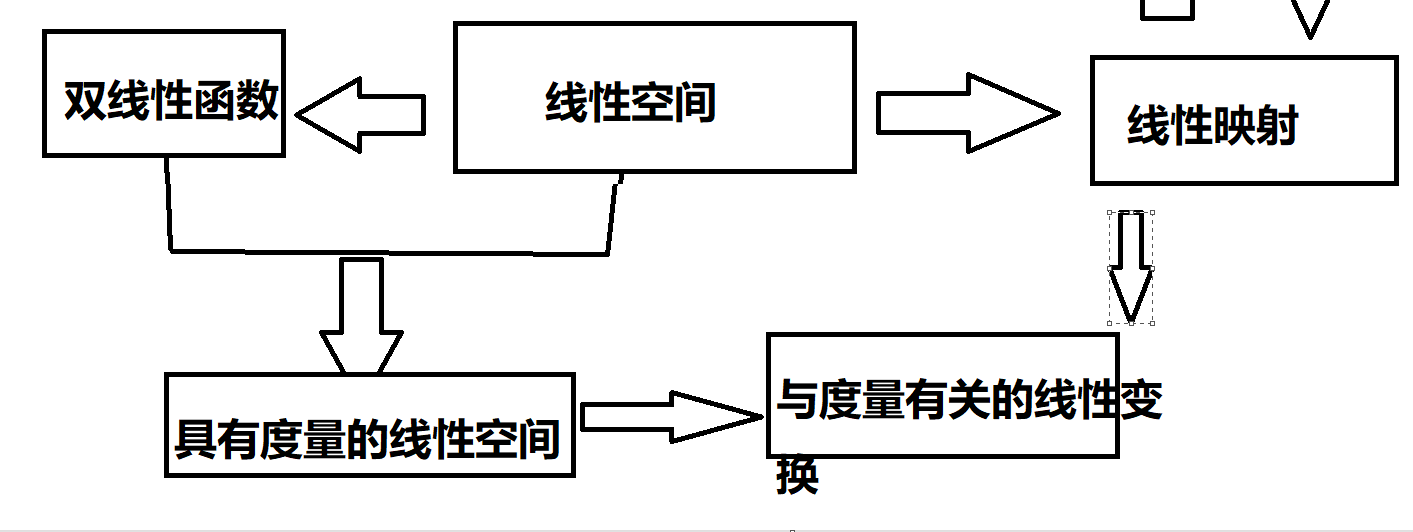 双线性函数
线性空间
线性映射
具有度量的线性空间
与度量有关的线性变
换